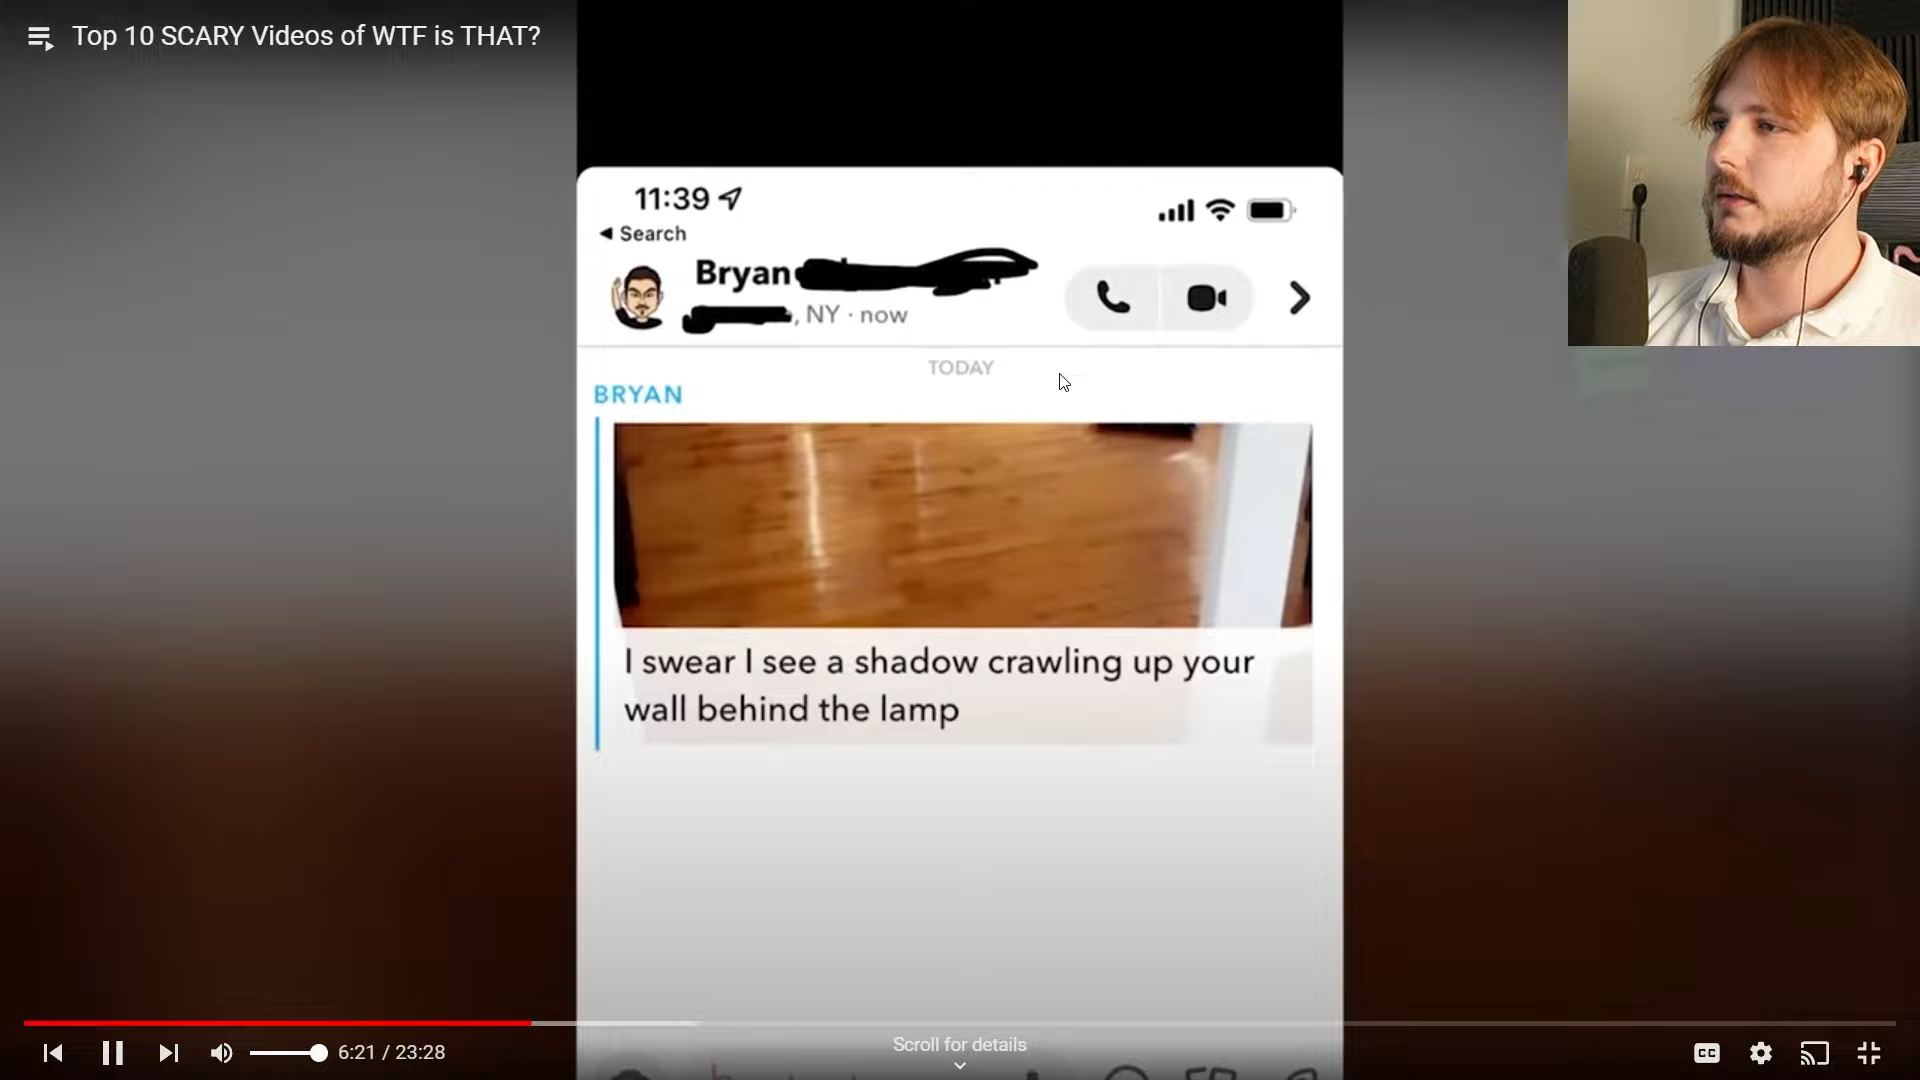 Top 10 SCARY Videos of WTF is THAT?
11:39
Search
Bryan
, NY · now
TODAY
BRYAN
I swear I see a shadow crawling up your
wall behind the lamp
Scroll for details
6:21 / 23:28
CC